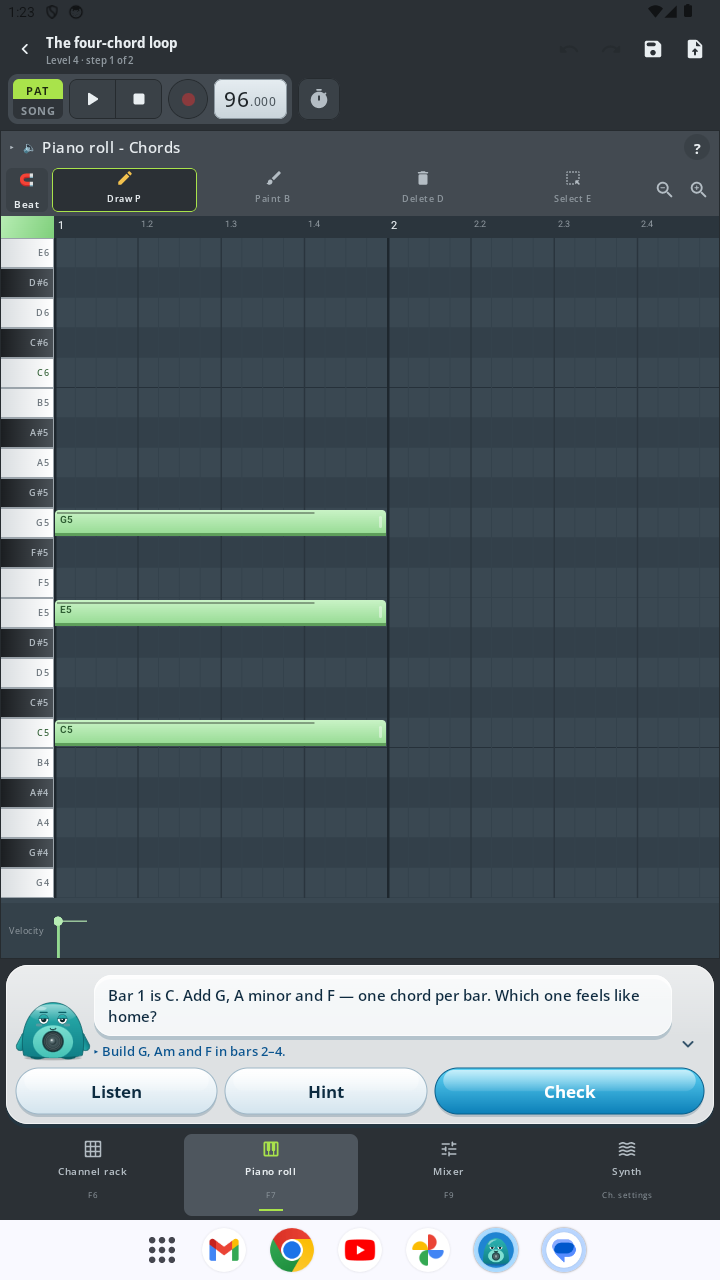 1:23
The four-chord loop
Level 4 · step 1 of 2
PAT
SONG
96.000
Piano roll - Chords
?
Beat
Draw P
Paint B
Delete D
Select E
1 1.2 1.3 1.4 2 2.2 2.3 2.4
E6
D#6
D6
C#6
C6
B5
A#5
A5
G#5
G5 G5
F#5
F5
E5 E5
D#5
D5
C#5
C5 C5
B4
A#4
A4
G#4
G4
Velocity
Bar 1 is C. Add G, A minor and F — one chord per bar. Which one feels like
home?
Build G, Am and F in bars 2–4.
Listen
Hint
Check
Channel rack
F6
Piano roll
F7
Mixer
F9
Synth
Ch. settings